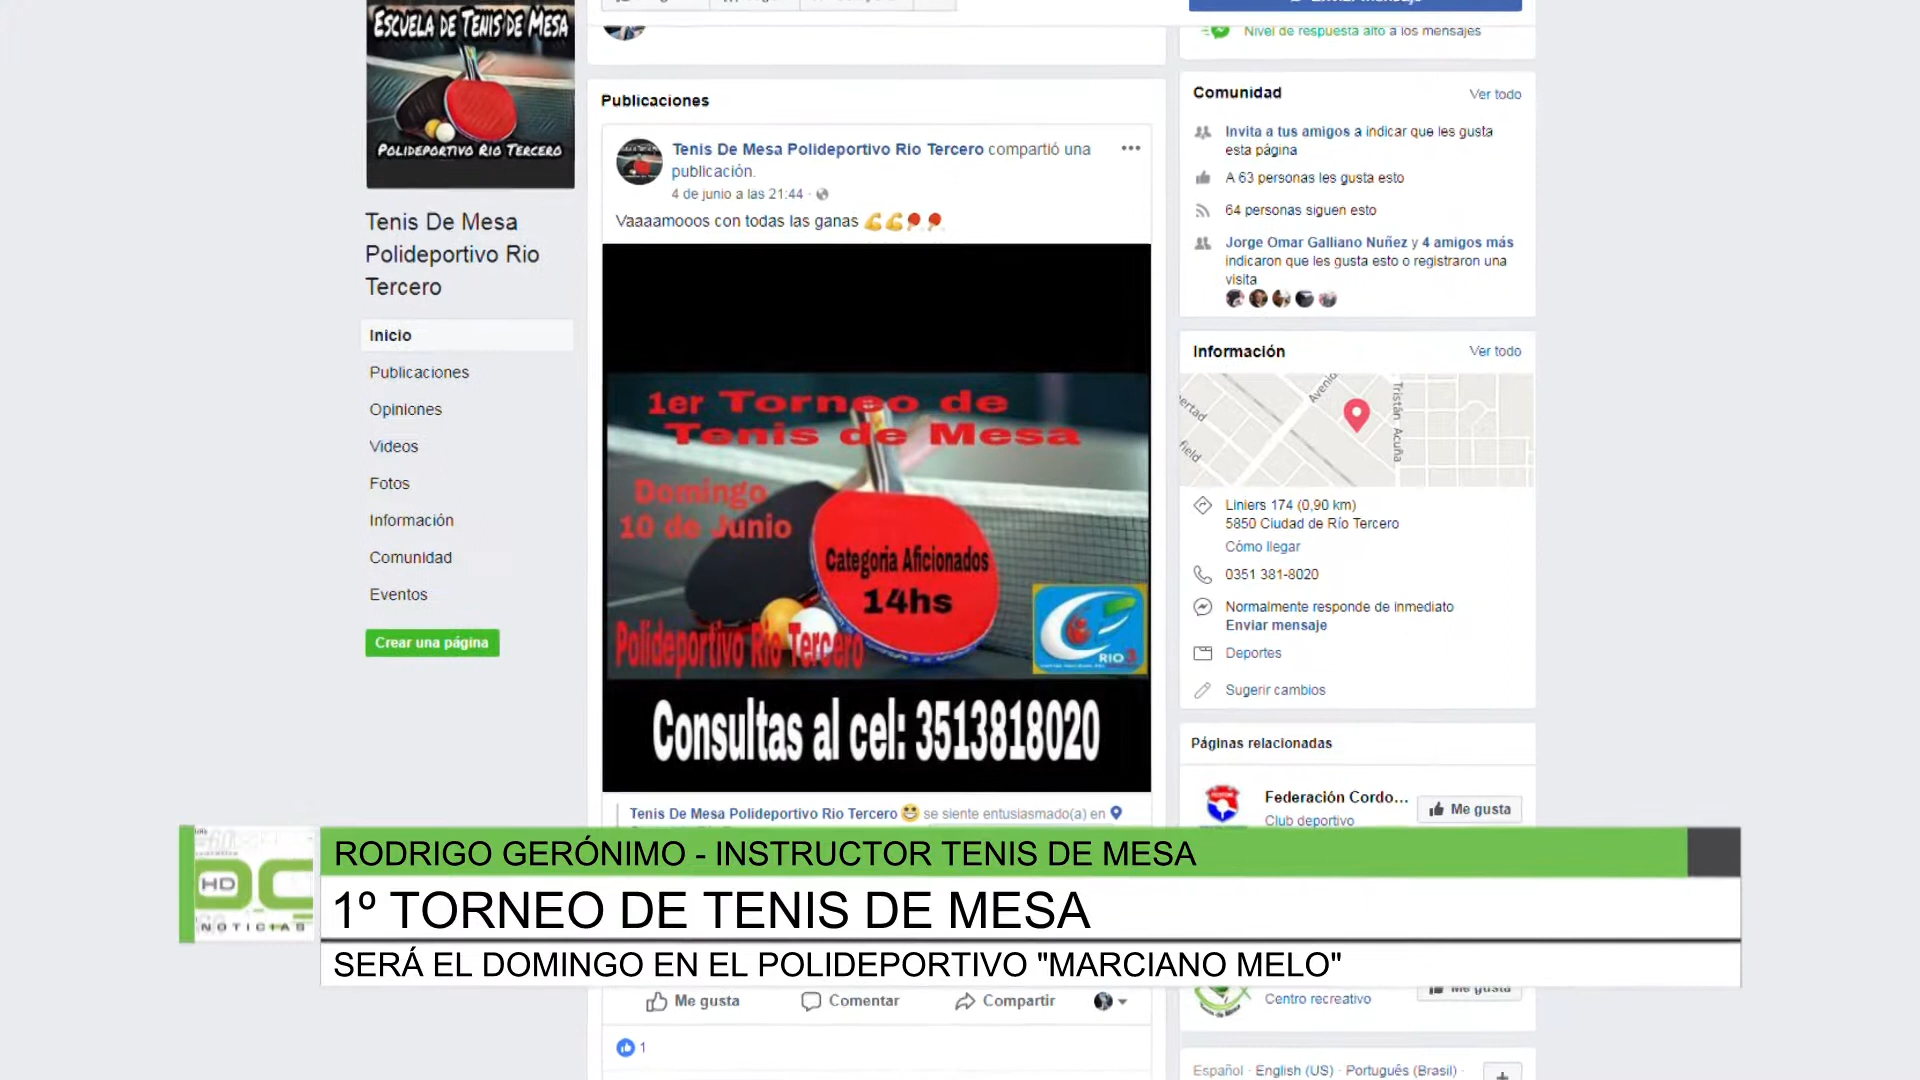 ESCUELA DE TENIS DE MESA
POLIDEPORTIVO RIO TERCERO
Tenis De Mesa
Polideportivo Rio
Tercero
Inicio
Publicaciones
Opiniones
Videos
Fotos
Información
Comunidad
Eventos
Crear una página
Publicaciones
Tenis De Mesa Polideportivo Rio Tercero compartió una
publicación.
4 de junio a las 21:44 ·
Vaaaamooos con todas las ganas 💪💪🏓🏓
1er Torneo de
Tenis de Mesa
Domingo
10 de Junio
Categoria Aficionados
14hs
Polideportivo Rio Tercero
RIO 3
Consultas al cel: 3513818020
Tenis De Mesa Polideportivo Rio Tercero 😀 se siente entusiasmado(a) en
Me gusta
Comentar
Compartir
1
Nivel de respuesta alto a los mensajes
Comunidad
Ver todo
Invita a tus amigos a indicar que les gusta
esta página
A 63 personas les gusta esto
64 personas siguen esto
Jorge Omar Galliano Nuñez y 4 amigos más
indicaron que les gusta esto o registraron una
visita
Información
Ver todo
Tristán Acuña
Liniers 174 (0,90 km)
5850 Ciudad de Río Tercero
Cómo llegar
0351 381-8020
Normalmente responde de inmediato
Enviar mensaje
Deportes
Sugerir cambios
Páginas relacionadas
Federación Cordo...
Club deportivo
Me gusta
Centro recreativo
Me gusta
Español · English (US) · Português (Brasil) ·
HD
NOTICIAS
RODRIGO GERÓNIMO - INSTRUCTOR TENIS DE MESA
1º TORNEO DE TENIS DE MESA
SERÁ EL DOMINGO EN EL POLIDEPORTIVO "MARCIANO MELO"